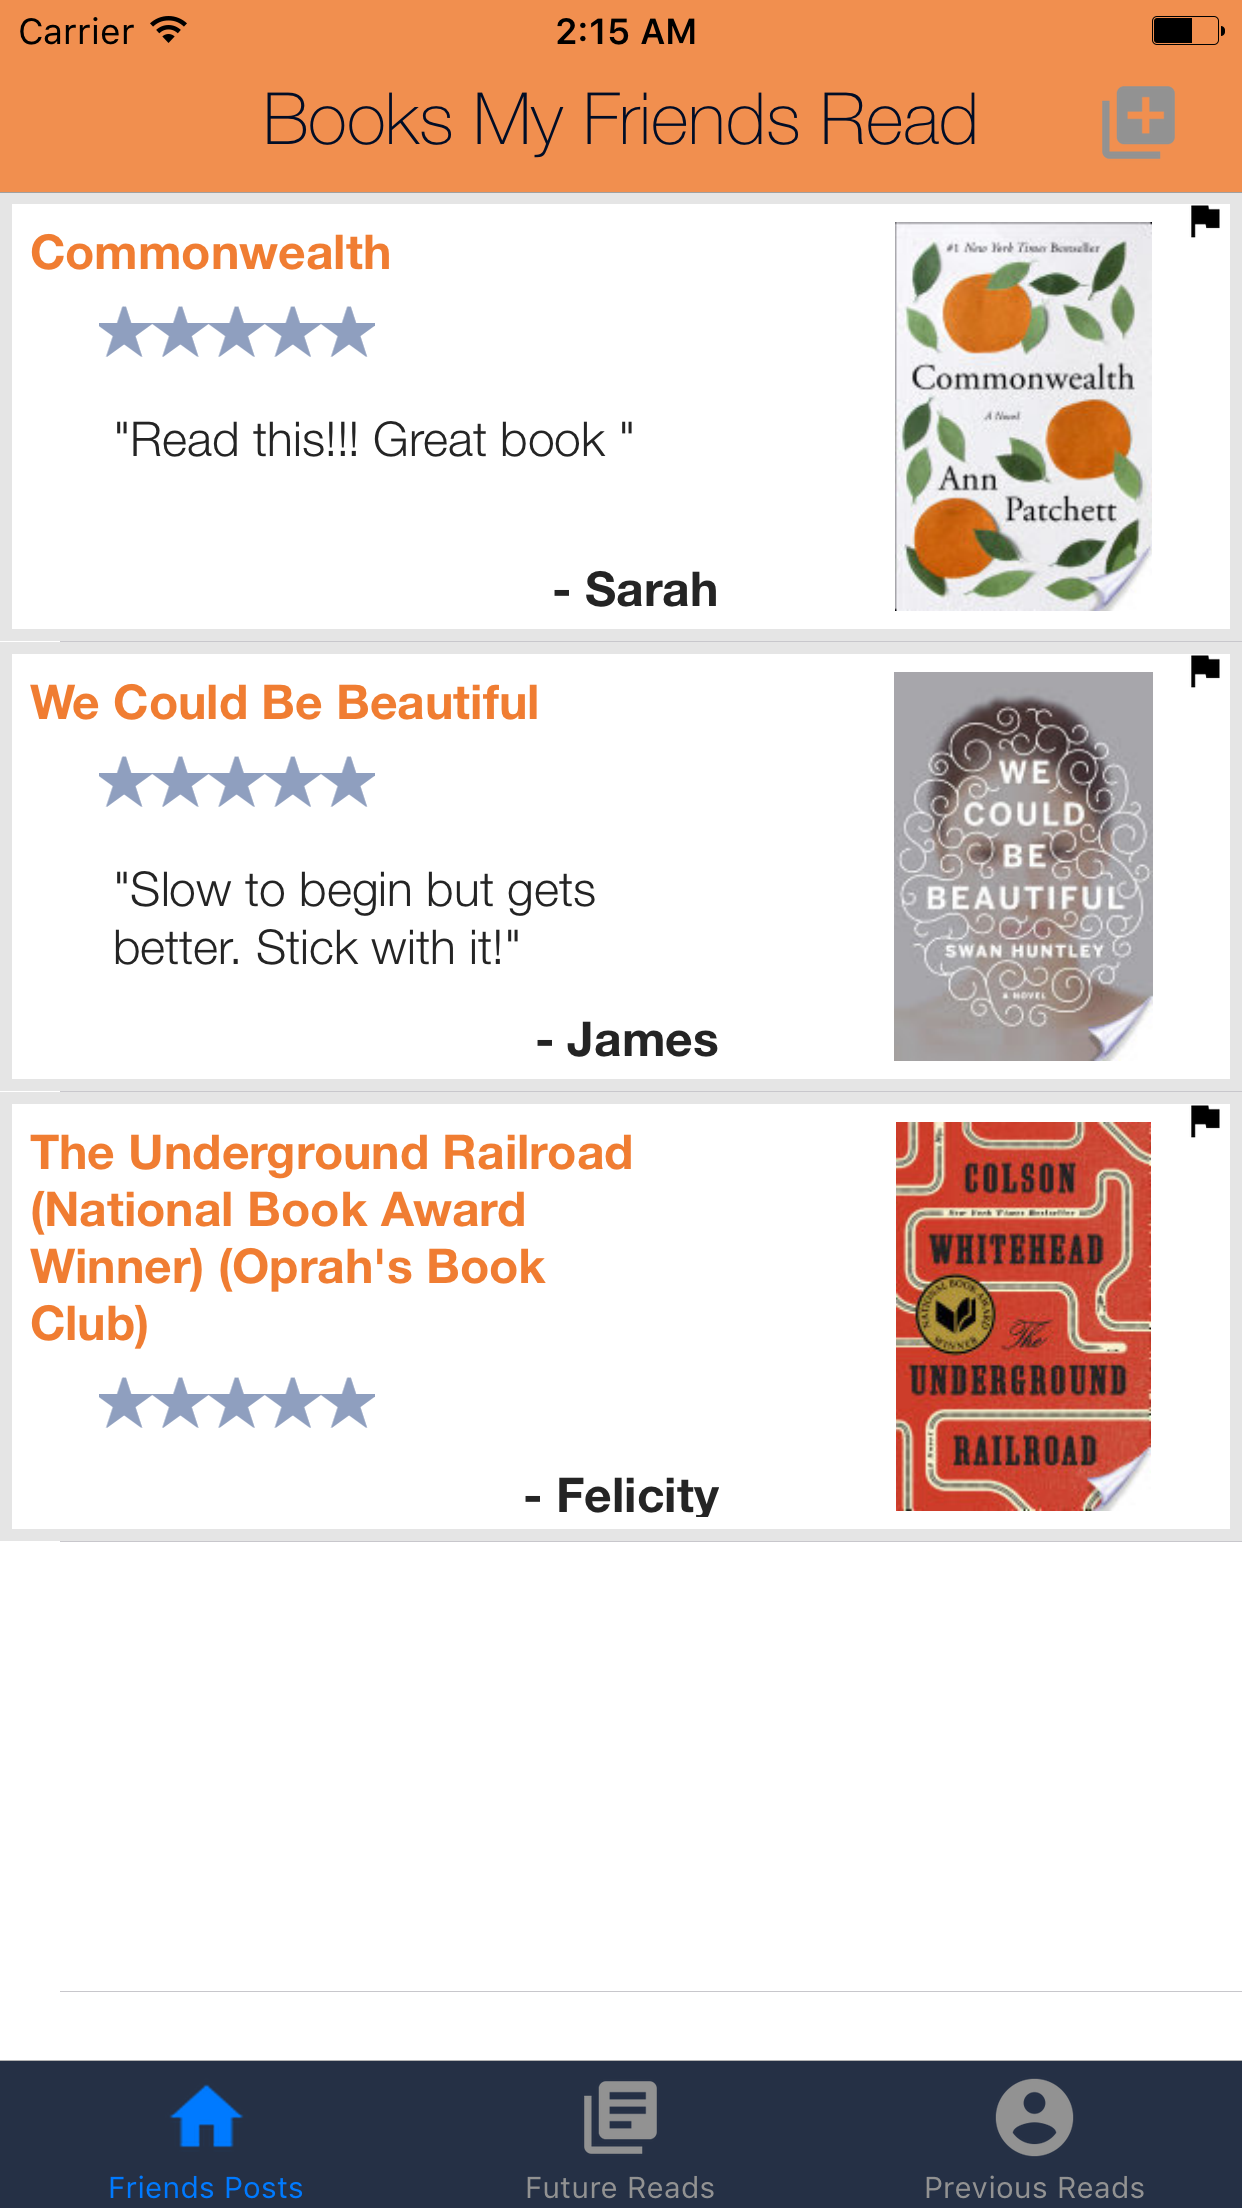 Carrier
2:15 AM
Books My Friends Read
Commonwealth
"Read this!!! Great book "
- Sarah
#1 New York Times Bestseller
Commonwealth
A Novel
Ann
Patchett
We Could Be Beautiful
"Slow to begin but gets
better. Stick with it!"
- James
WE
COULD
BE
BEAUTIFUL
SWAN HUNTLEY
A NOVEL
The Underground Railroad
(National Book Award
Winner) (Oprah's Book
Club)
- Felicity
COLSON
New York Times Bestseller
WHITEHEAD
NATIONAL BOOK AWARD
WINNER
The
UNDERGROUND
RAILROAD
Friends Posts
Future Reads
Previous Reads